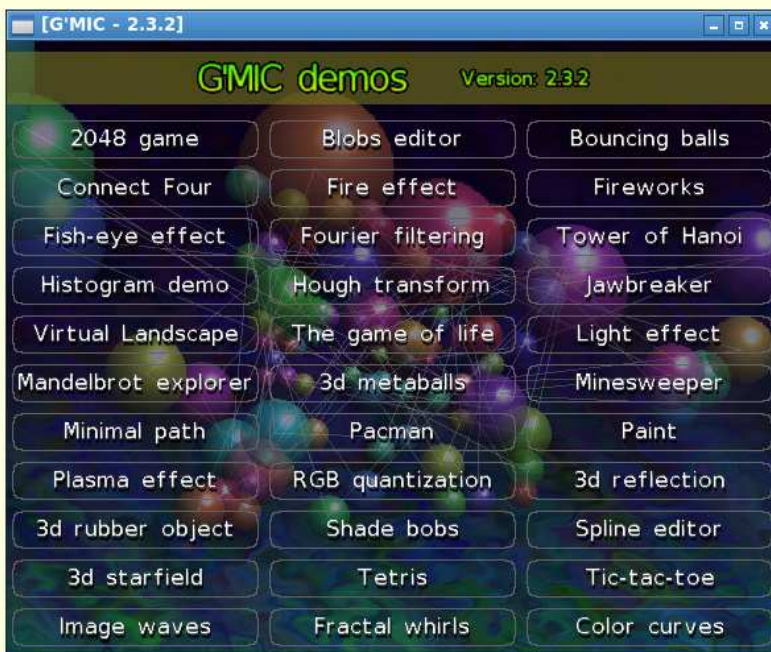 [G'MIC - 2.3.2]
G'MIC demos Version: 2.3.2
2048 game Blobs editor Bouncing balls
Connect Four Fire effect Fireworks
Fish-eye effect Fourier filtering Tower of Hanoi
Histogram demo Hough transform Jawbreaker
Virtual Landscape The game of life Light effect
Mandelbrot explorer 3d metaballs Minesweeper
Minimal path Pacman Paint
Plasma effect RGB quantization 3d reflection
3d rubber object Shade bobs Spline editor
3d starfield Tetris Tic-tac-toe
Image waves Fractal whirls Color curves